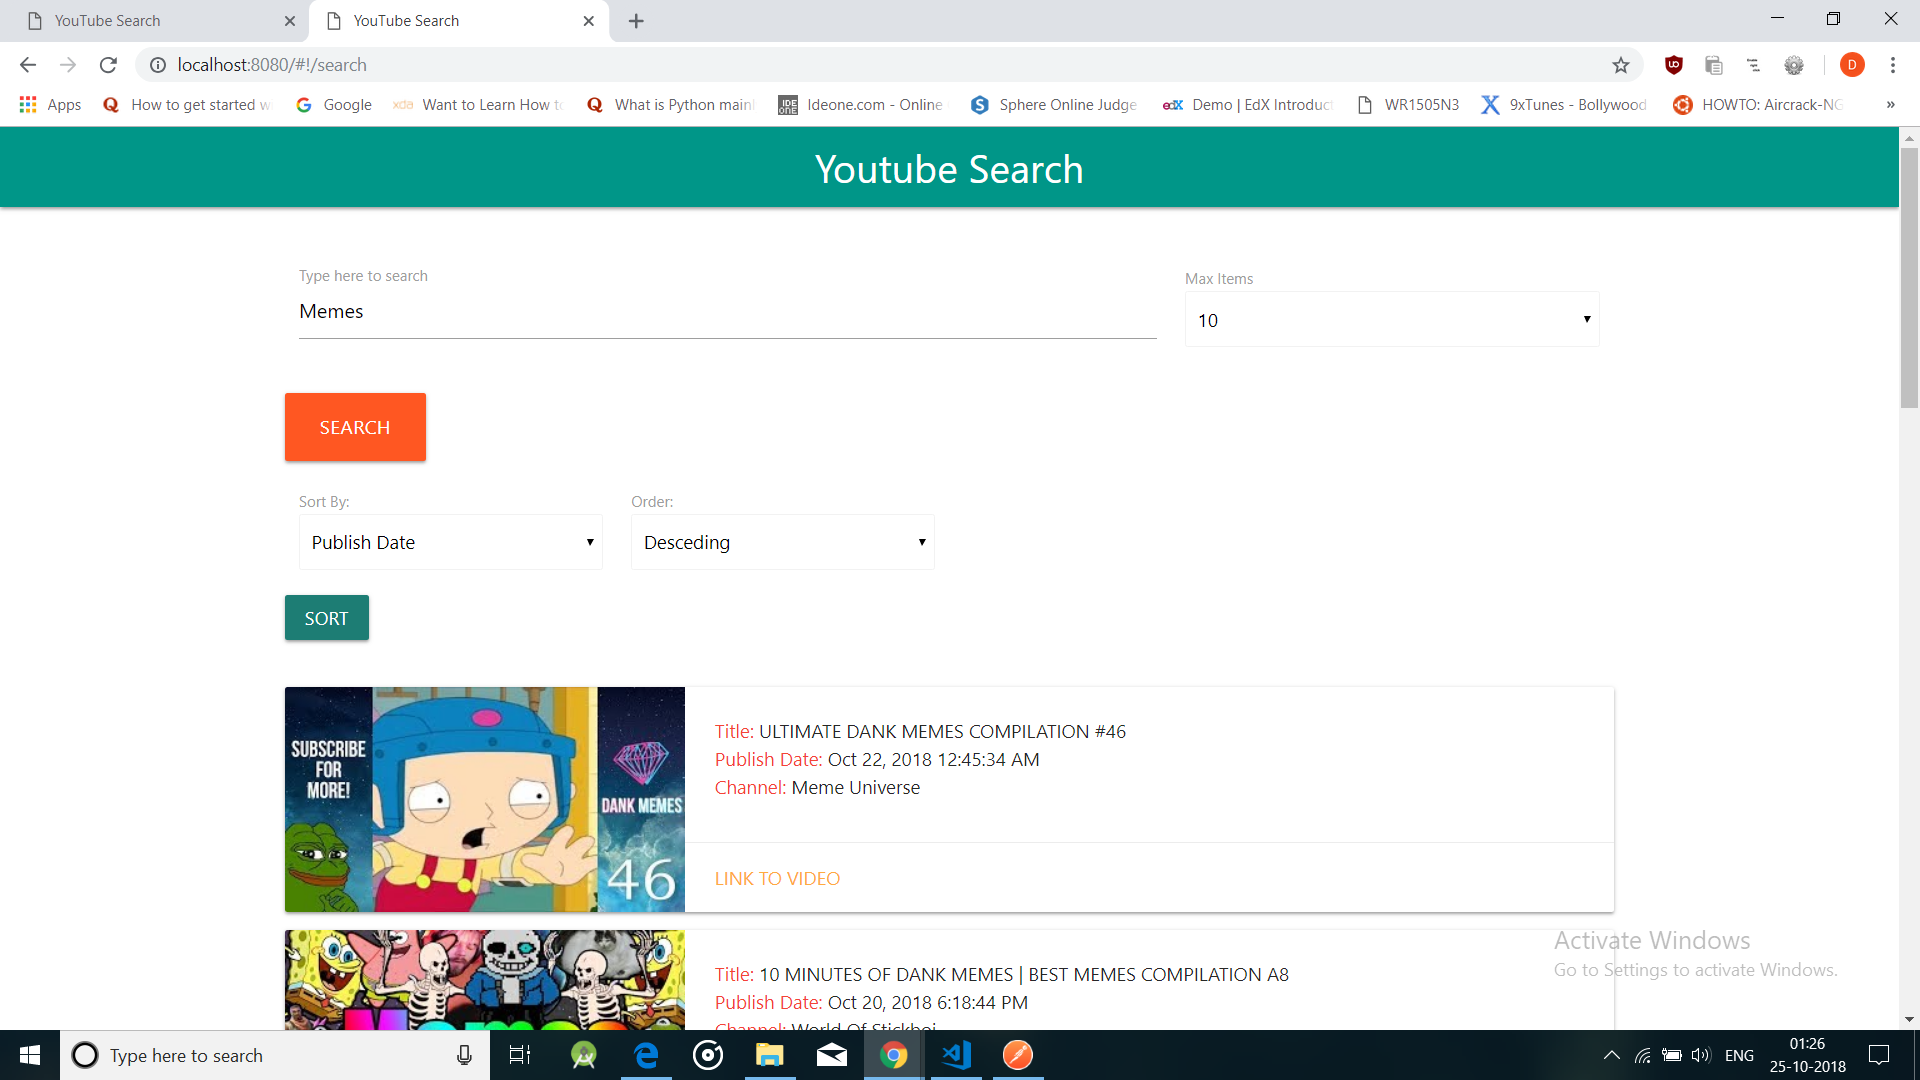 YouTube Search
YouTube Search
localhost:8080/#!/search
D
Apps
How to get started w
Google
Want to Learn How to
What is Python main
Ideone.com - Online
Sphere Online Judge
Demo | EdX Introduct
WR1505N3
9xTunes - Bollywood
HOWTO: Aircrack-NG
»
Youtube Search
Type here to search
Memes
Max Items
10
SEARCH
Sort By:
Order:
Publish Date
Desceding
SORT
SUBSCRIBE
FOR
MORE!
DANK MEMES
46
Title: ULTIMATE DANK MEMES COMPILATION #46
Publish Date: Oct 22, 2018 12:45:34 AM
Channel: Meme Universe
LINK TO VIDEO
Title: 10 MINUTES OF DANK MEMES | BEST MEMES COMPILATION A8
Publish Date: Oct 20, 2018 6:18:44 PM
Channel: World Of Stickboi
Activate Windows
Go to Settings to activate Windows.
Type here to search
ENG
01:26
25-10-2018